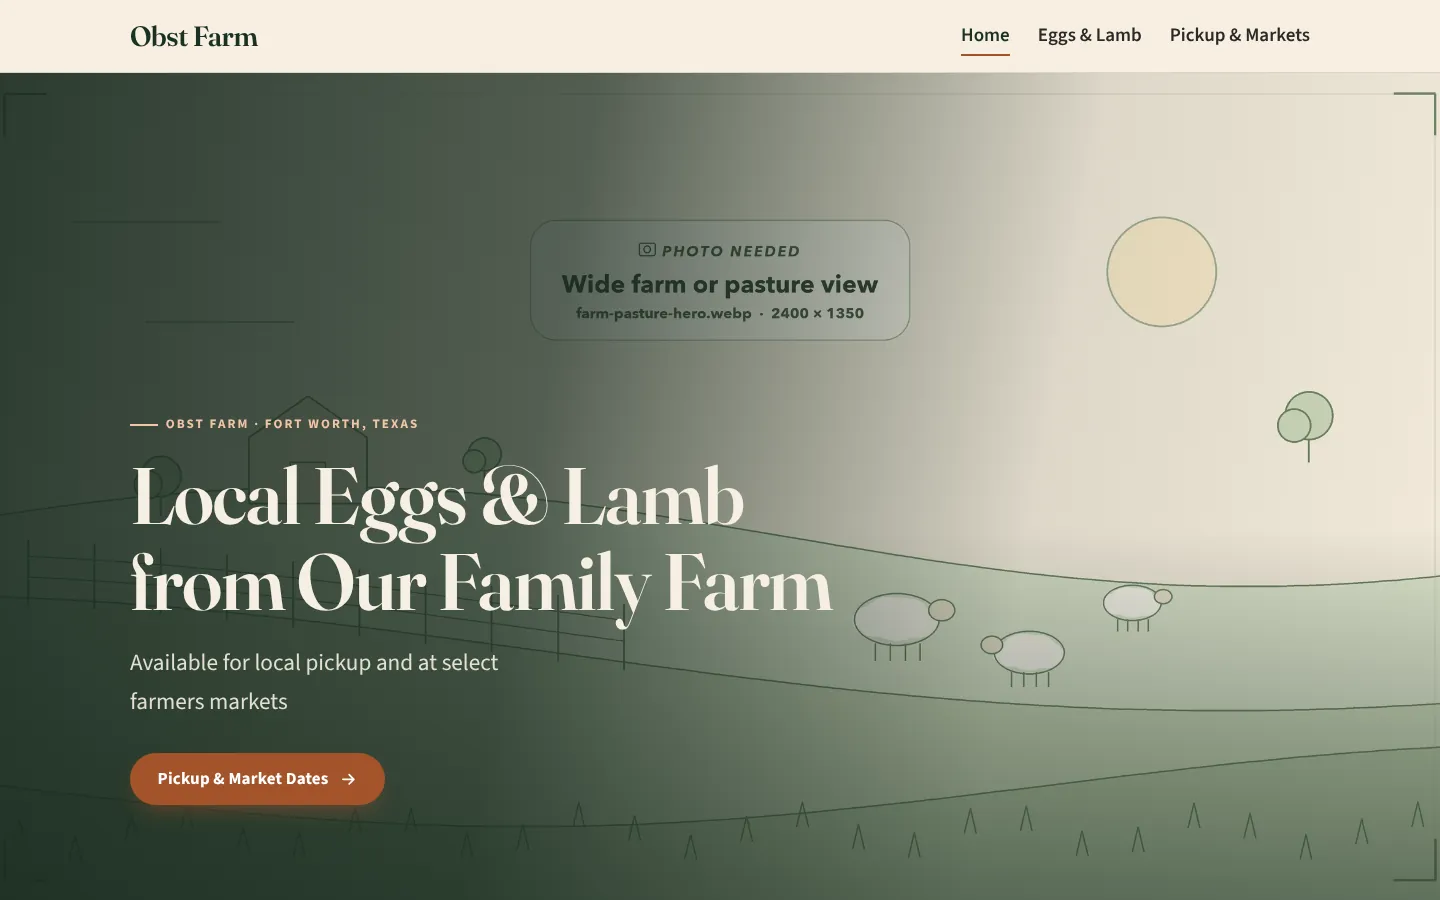 Obst Farm
Home
Eggs & Lamb
Pickup & Markets
PHOTO NEEDED
Wide farm or pasture view
farm-pasture-hero.webp · 2400 × 1350
OBST FARM · FORT WORTH, TEXAS
Local Eggs & Lamb
from Our Family Farm
Available for local pickup and at select
farmers markets
Pickup & Market Dates →